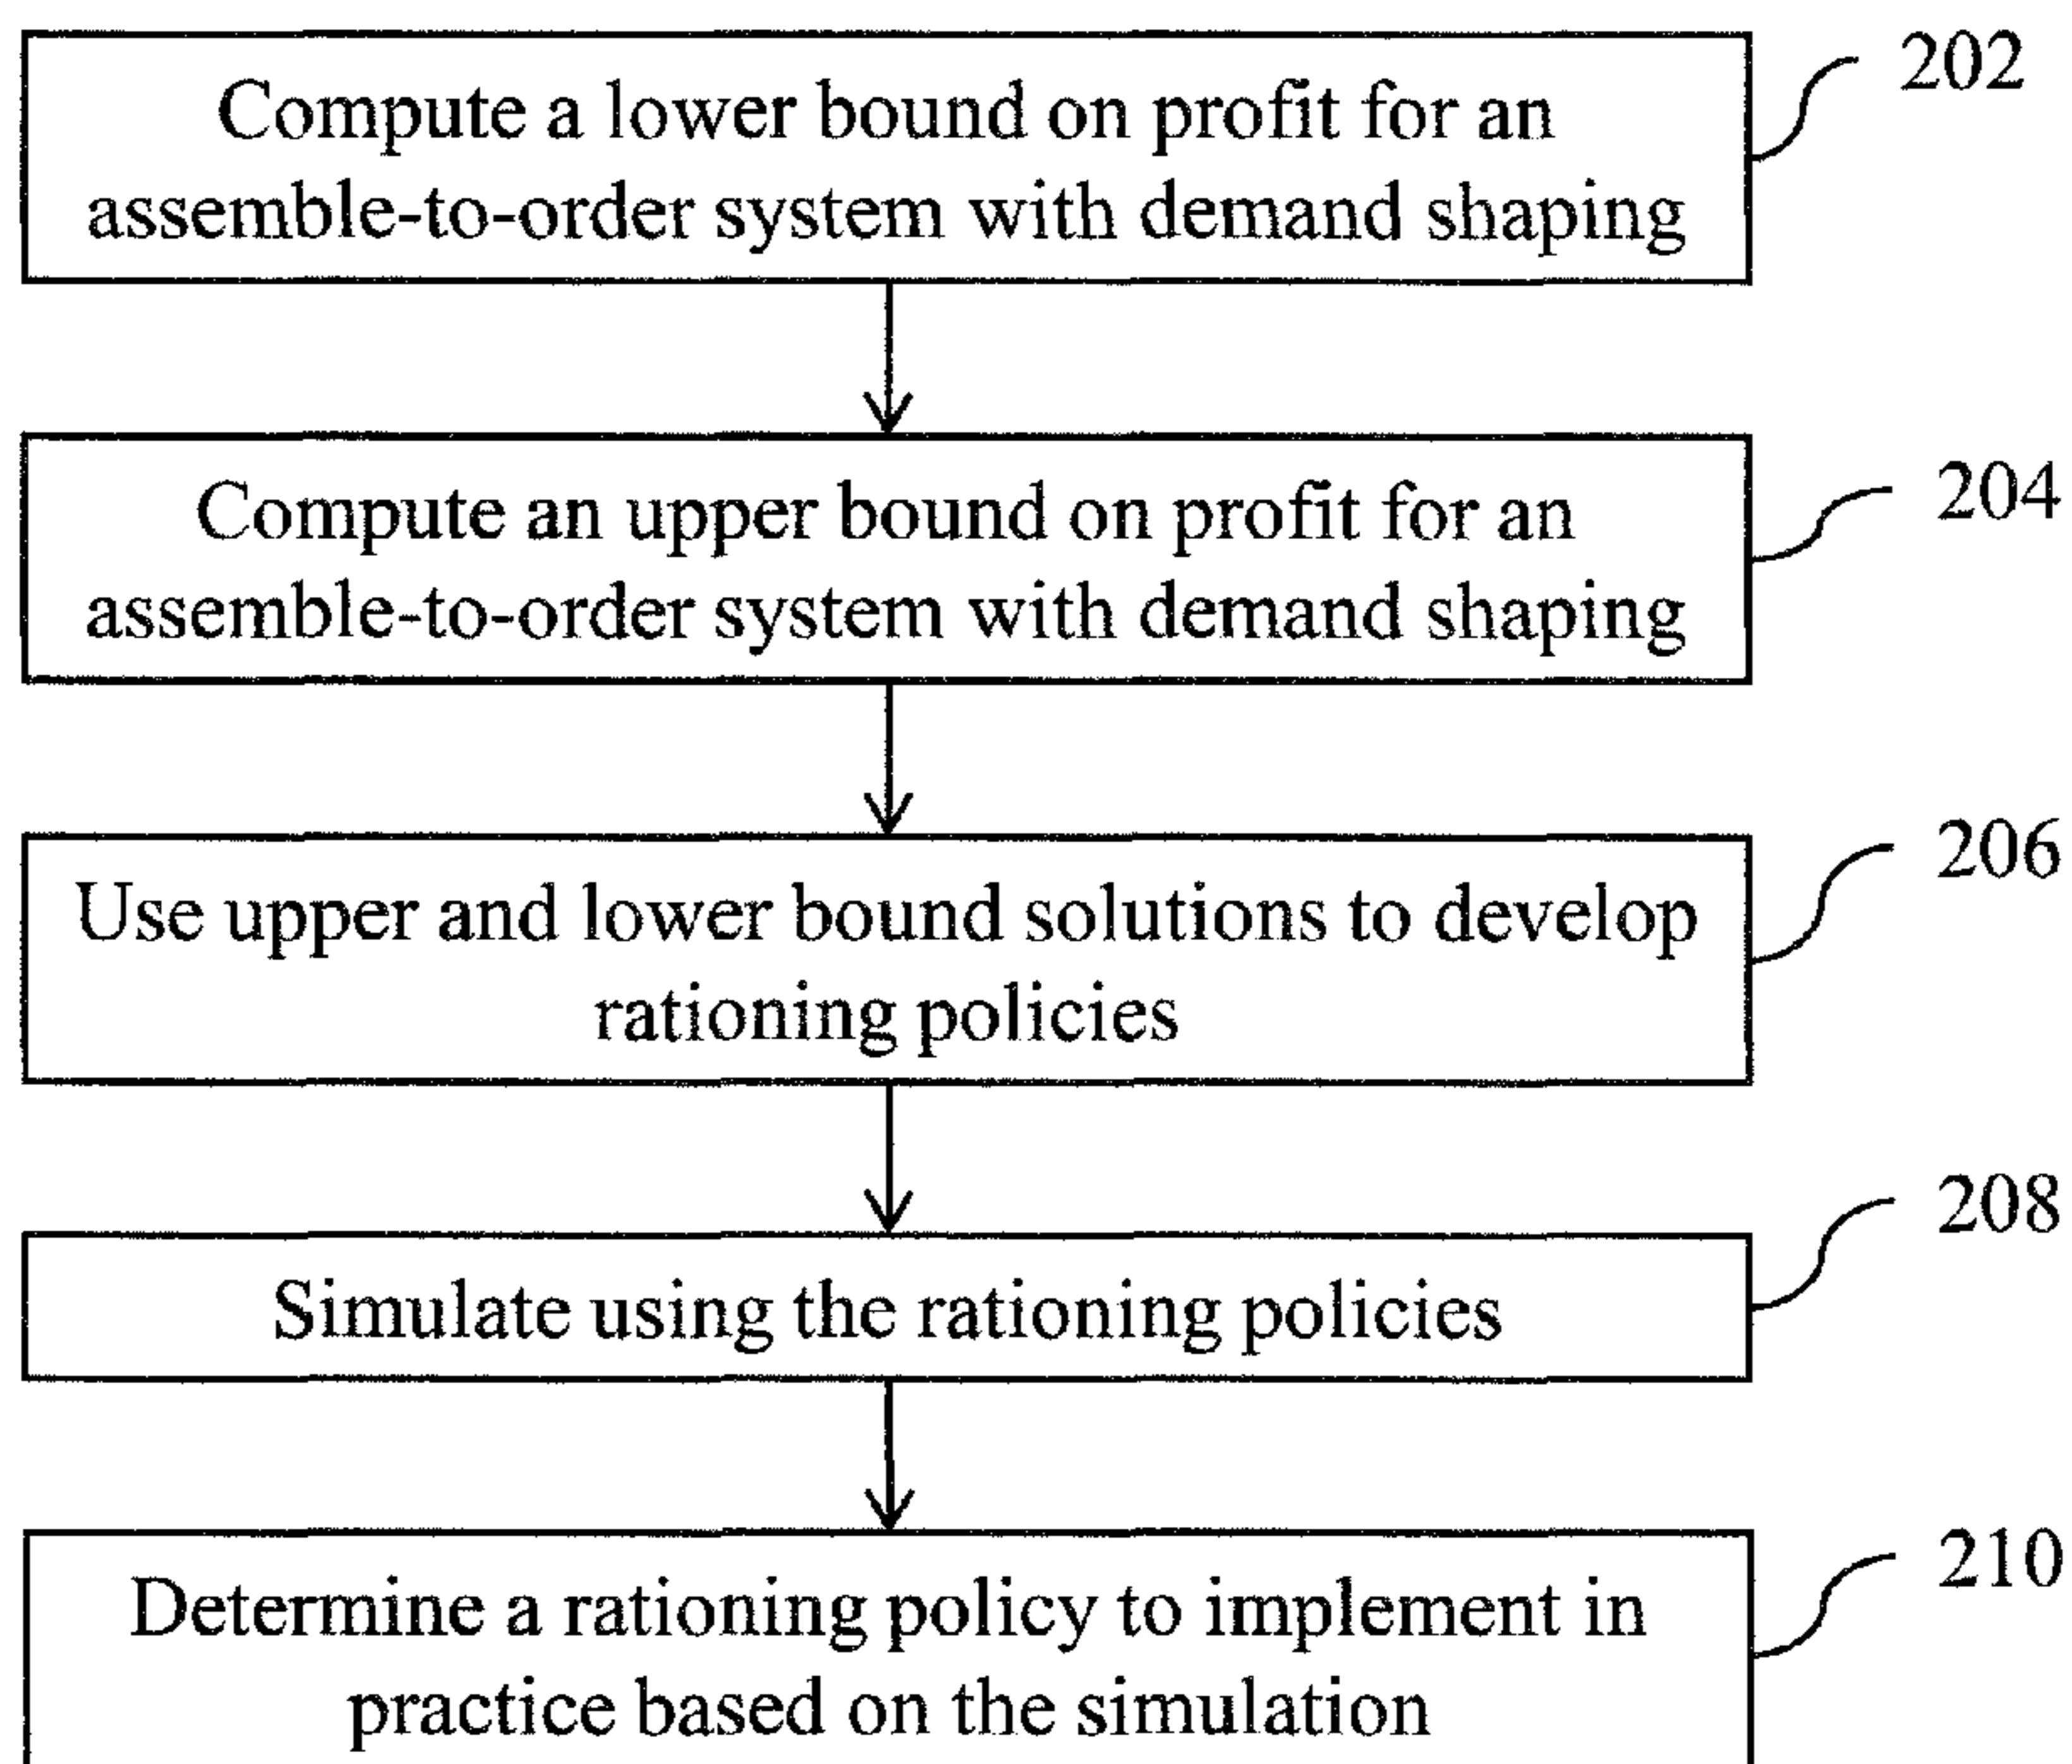 Compute a lower bound on profit for an
assemble-to-order system with demand shaping
202
Compute an upper bound on profit for an
assemble-to-order system with demand shaping
204
Use upper and lower bound solutions to develop
rationing policies
206
Simulate using the rationing policies
208
Determine a rationing policy to implement in
practice based on the simulation
210